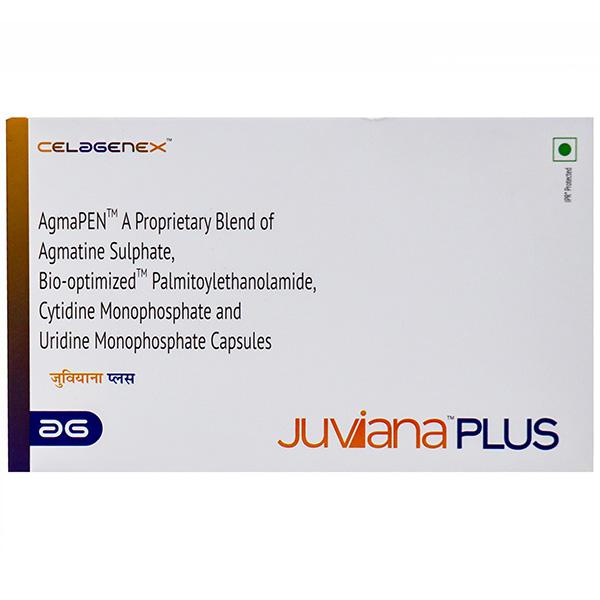 CELAGENEX™
IPR* Protected
AgmaPEN™ A Proprietary Blend of
Agmatine Sulphate,
Bio-optimized™ Palmitoylethanolamide,
Cytidine Monophosphate and
Uridine Monophosphate Capsules
जुवियाना प्लस
AG
JUViana™ PLUS